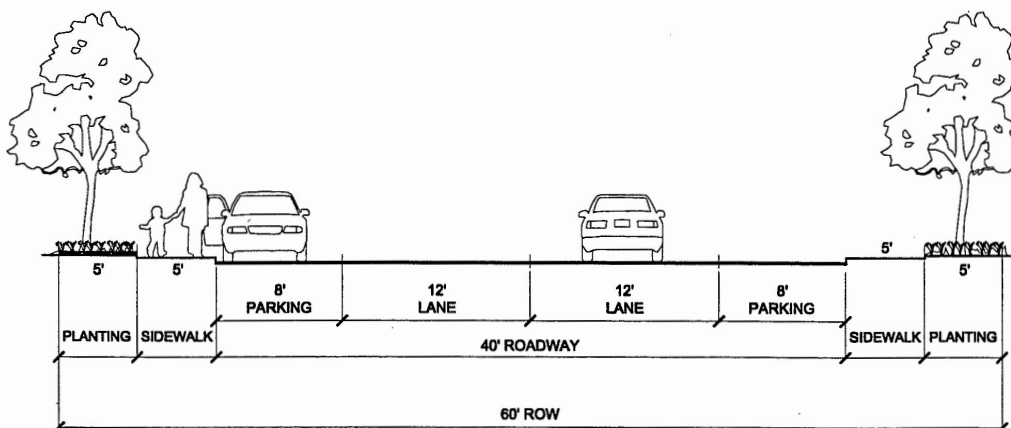 5'
5'
5'
5'
8'
PARKING
12'
LANE
12'
LANE
8'
PARKING
PLANTING
SIDEWALK
40' ROADWAY
SIDEWALK
PLANTING
60' ROW